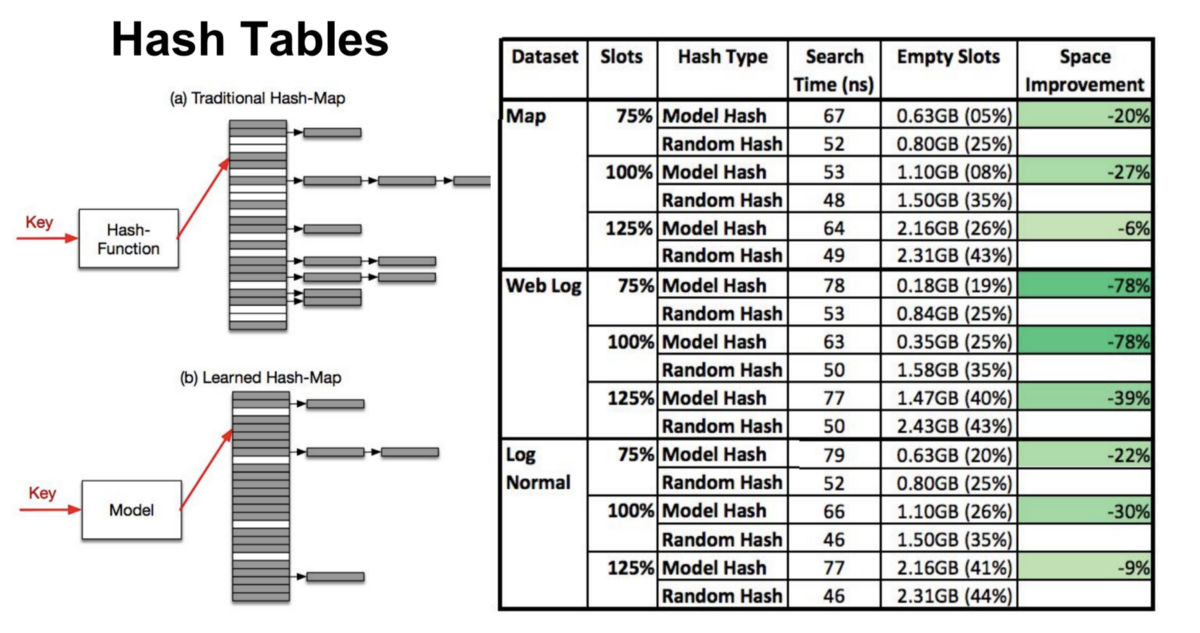 Hash Tables
(a) Traditional Hash-Map
Key
Hash-
Function
(b) Learned Hash-Map
Key
Model
Dataset Slots Hash Type Search Time (ns) Empty Slots Space Improvement
Map 75% Model Hash 67 0.63GB (05%) -20%
Random Hash 52 0.80GB (25%)
100% Model Hash 53 1.10GB (08%) -27%
Random Hash 48 1.50GB (35%)
125% Model Hash 64 2.16GB (26%) -6%
Random Hash 49 2.31GB (43%)
Web Log 75% Model Hash 78 0.18GB (19%) -78%
Random Hash 53 0.84GB (25%)
100% Model Hash 63 0.35GB (25%) -78%
Random Hash 50 1.58GB (35%)
125% Model Hash 77 1.47GB (40%) -39%
Random Hash 50 2.43GB (43%)
Log Normal 75% Model Hash 79 0.63GB (20%) -22%
Random Hash 52 0.80GB (25%)
100% Model Hash 66 1.10GB (26%) -30%
Random Hash 46 1.50GB (35%)
125% Model Hash 77 2.16GB (41%) -9%
Random Hash 46 2.31GB (44%)